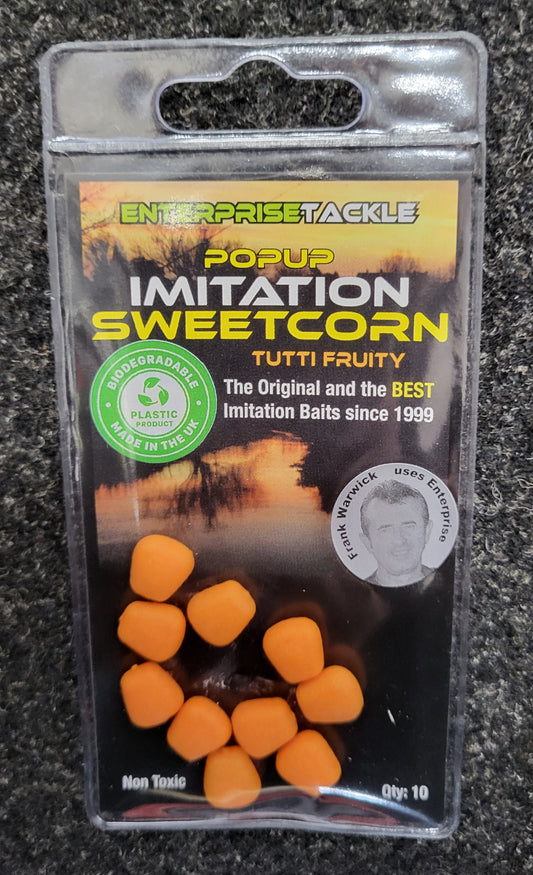 ENTERPRISETACKLE
POPUP
IMITATION
SWEETCORN
TUTTI FRUITY
BIODEGRADABLE
PLASTIC
PRODUCT
MADE IN THE UK
The Original and the BEST
Imitation Baits since 1999
Frank Warwick uses Enterprise
Non Toxic
Qty: 10